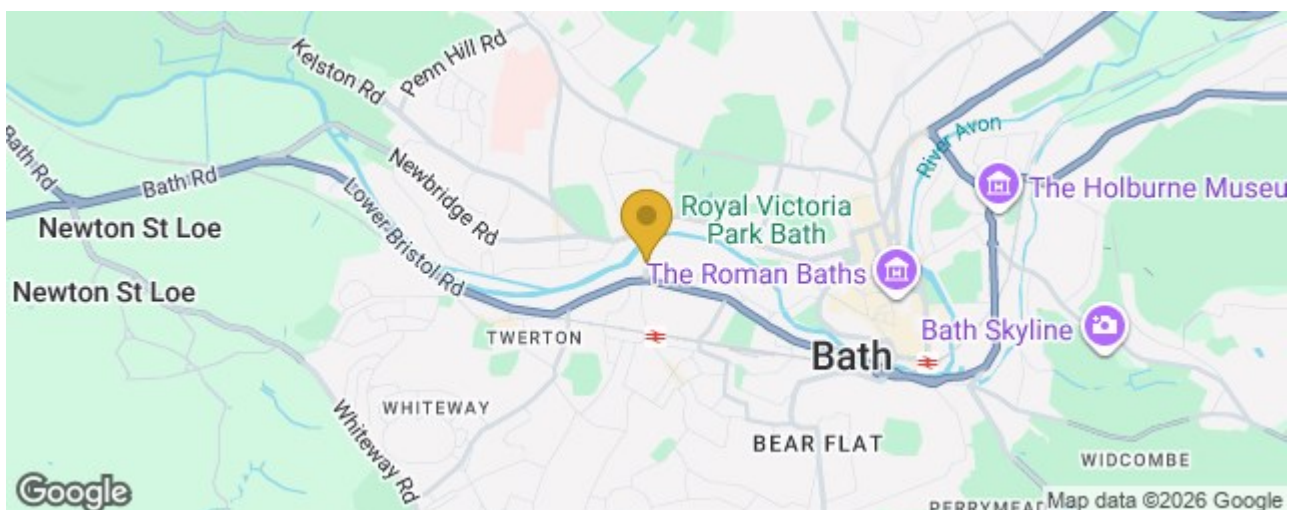 Kelston Rd
Penn Hill Rd
River Avon
Bath Rd
Bath Rd
Newbridge Rd
Lower Bristol Rd
The Holburne Museu
Royal Victoria
Park Bath
Newton St Loe
The Roman Baths
Newton St Loe
Bath Skyline
TWERTON
Bath
WHITEWAY
Whiteway Rd
BEAR FLAT
WIDCOMBE
Google
PERRYMEAD
Map data ©2026 Google